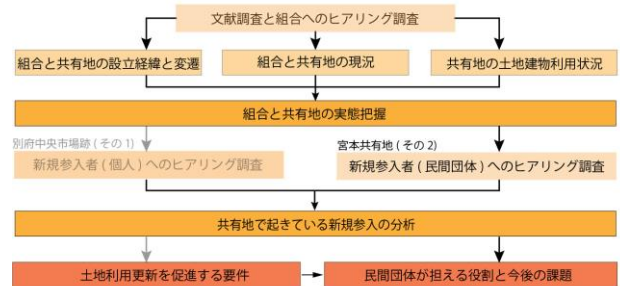 文献調査と組合へのヒアリング調査
組合と共有地の設立経緯と変遷
組合と共有地の現況
共有地の土地建物利用状況
組合と共有地の実態把握
別府中央市場跡 ( その 1)
宮本共有地 ( その 2)
新規参入者 ( 個人 ) へのヒアリング調査
新規参入者 ( 民間団体 ) へのヒアリング調査
共有地で起きている新規参入の分析
土地利用更新を促進する要件
民間団体が担える役割と今後の課題